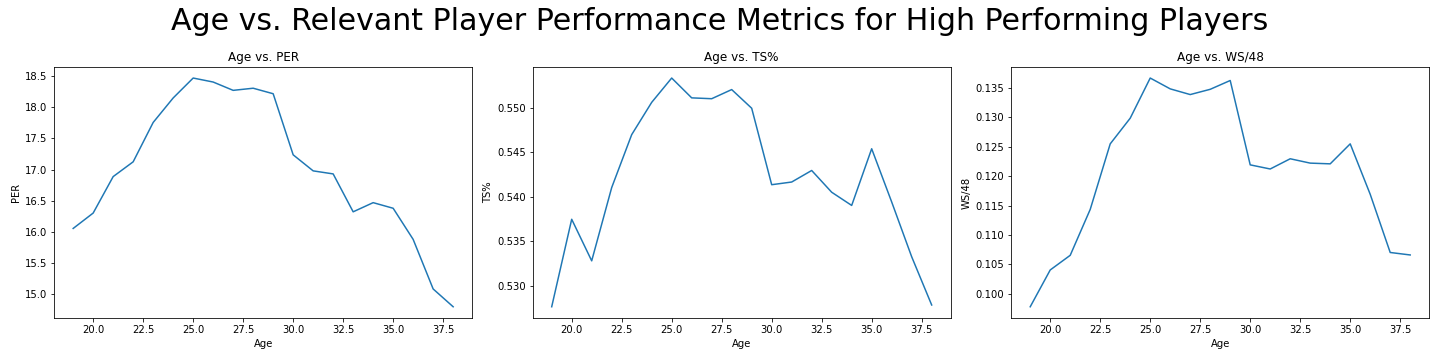 Age vs. Relevant Player Performance Metrics for High Performing Players
Age vs. PER
18.5
18.0
17.5
17.0
16.5
16.0
15.5
15.0
PER
20.0 22.5 25.0 27.5 30.0 32.5 35.0 37.5
Age
Age vs. TS%
0.550
0.545
0.540
0.535
0.530
TS%
20.0 22.5 25.0 27.5 30.0 32.5 35.0 37.5
Age
Age vs. WS/48
0.135
0.130
0.125
0.120
0.115
0.110
0.105
0.100
WS/48
20.0 22.5 25.0 27.5 30.0 32.5 35.0 37.5
Age